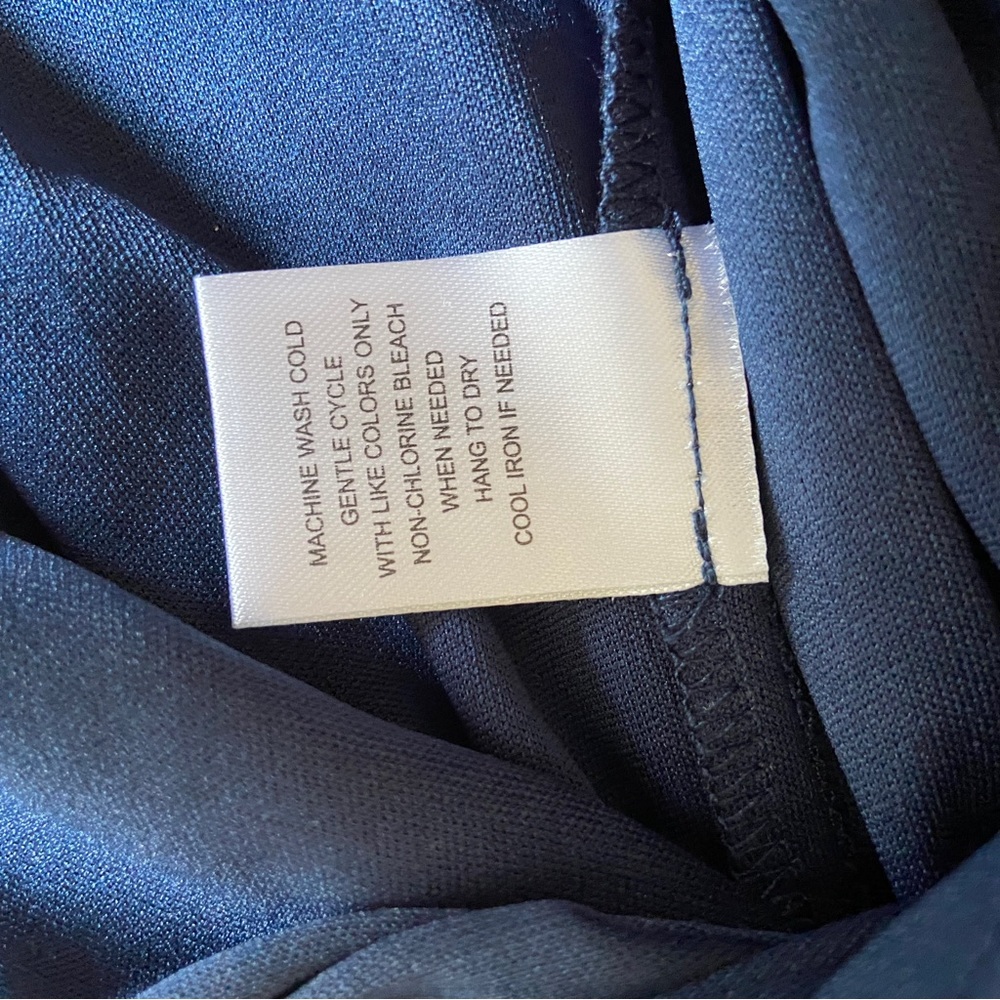 MACHINE WASH COLD
GENTLE CYCLE
WITH LIKE COLORS ONLY
NON-CHLORINE BLEACH
WHEN NEEDED
HANG TO DRY
COOL IRON IF NEEDED